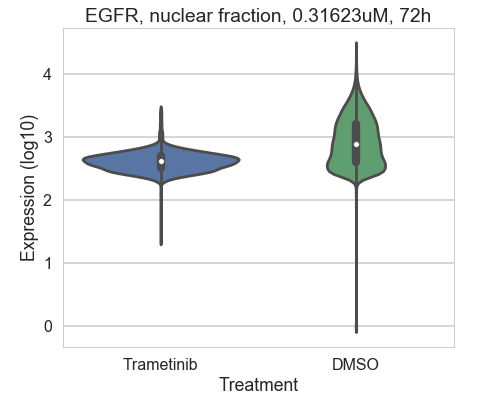 EGFR, nuclear fraction, 0.31623uM, 72h
Expression (log10)
4
3
2
1
0
Trametinib DMSO
Treatment